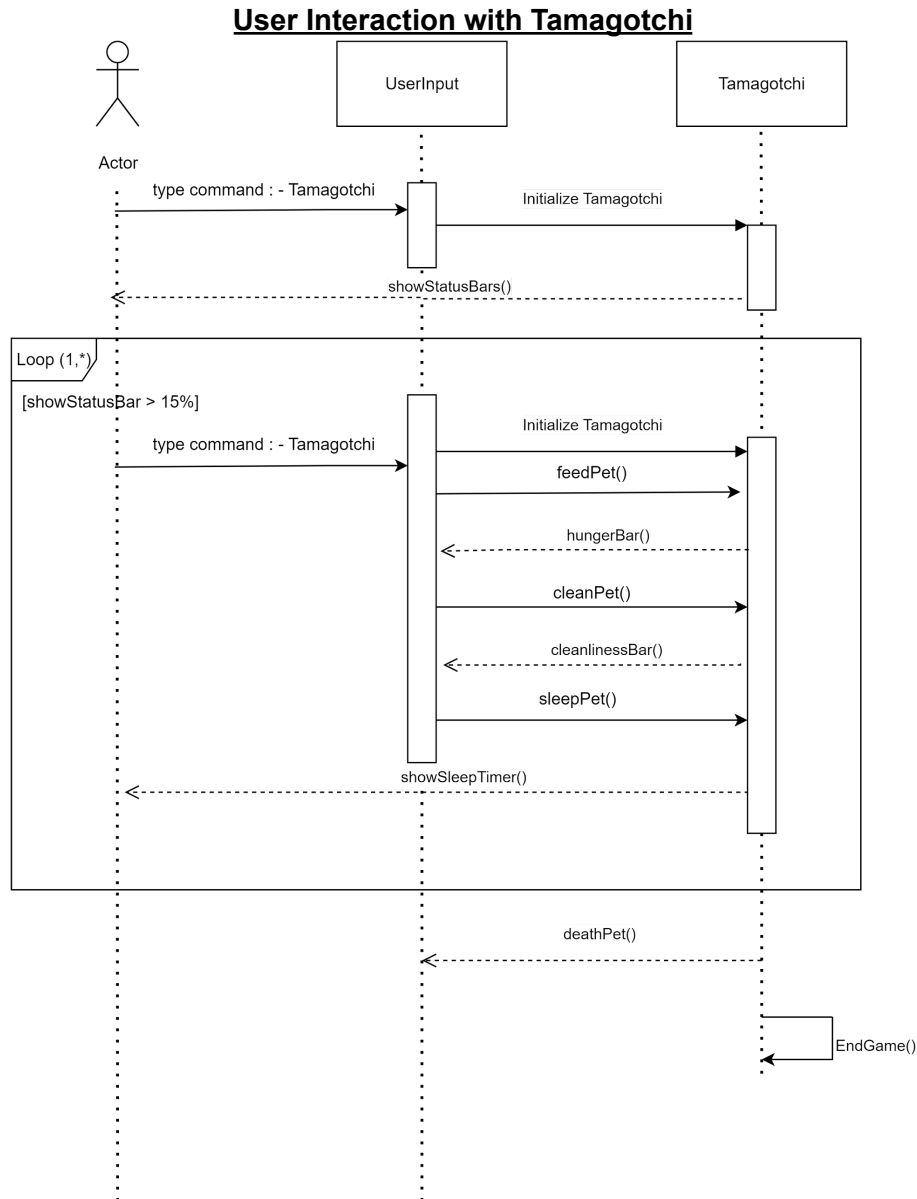 User Interaction with Tamagotchi
UserInput
Tamagotchi
Actor
type command : - Tamagotchi
Initialize Tamagotchi
showStatusBars()
Loop (1,*)
[showStatusBar > 15%]
Initialize Tamagotchi
type command : - Tamagotchi
feedPet()
hungerBar()
cleanPet()
cleanlinessBar()
sleepPet()
showSleepTimer()
deathPet()
EndGame()